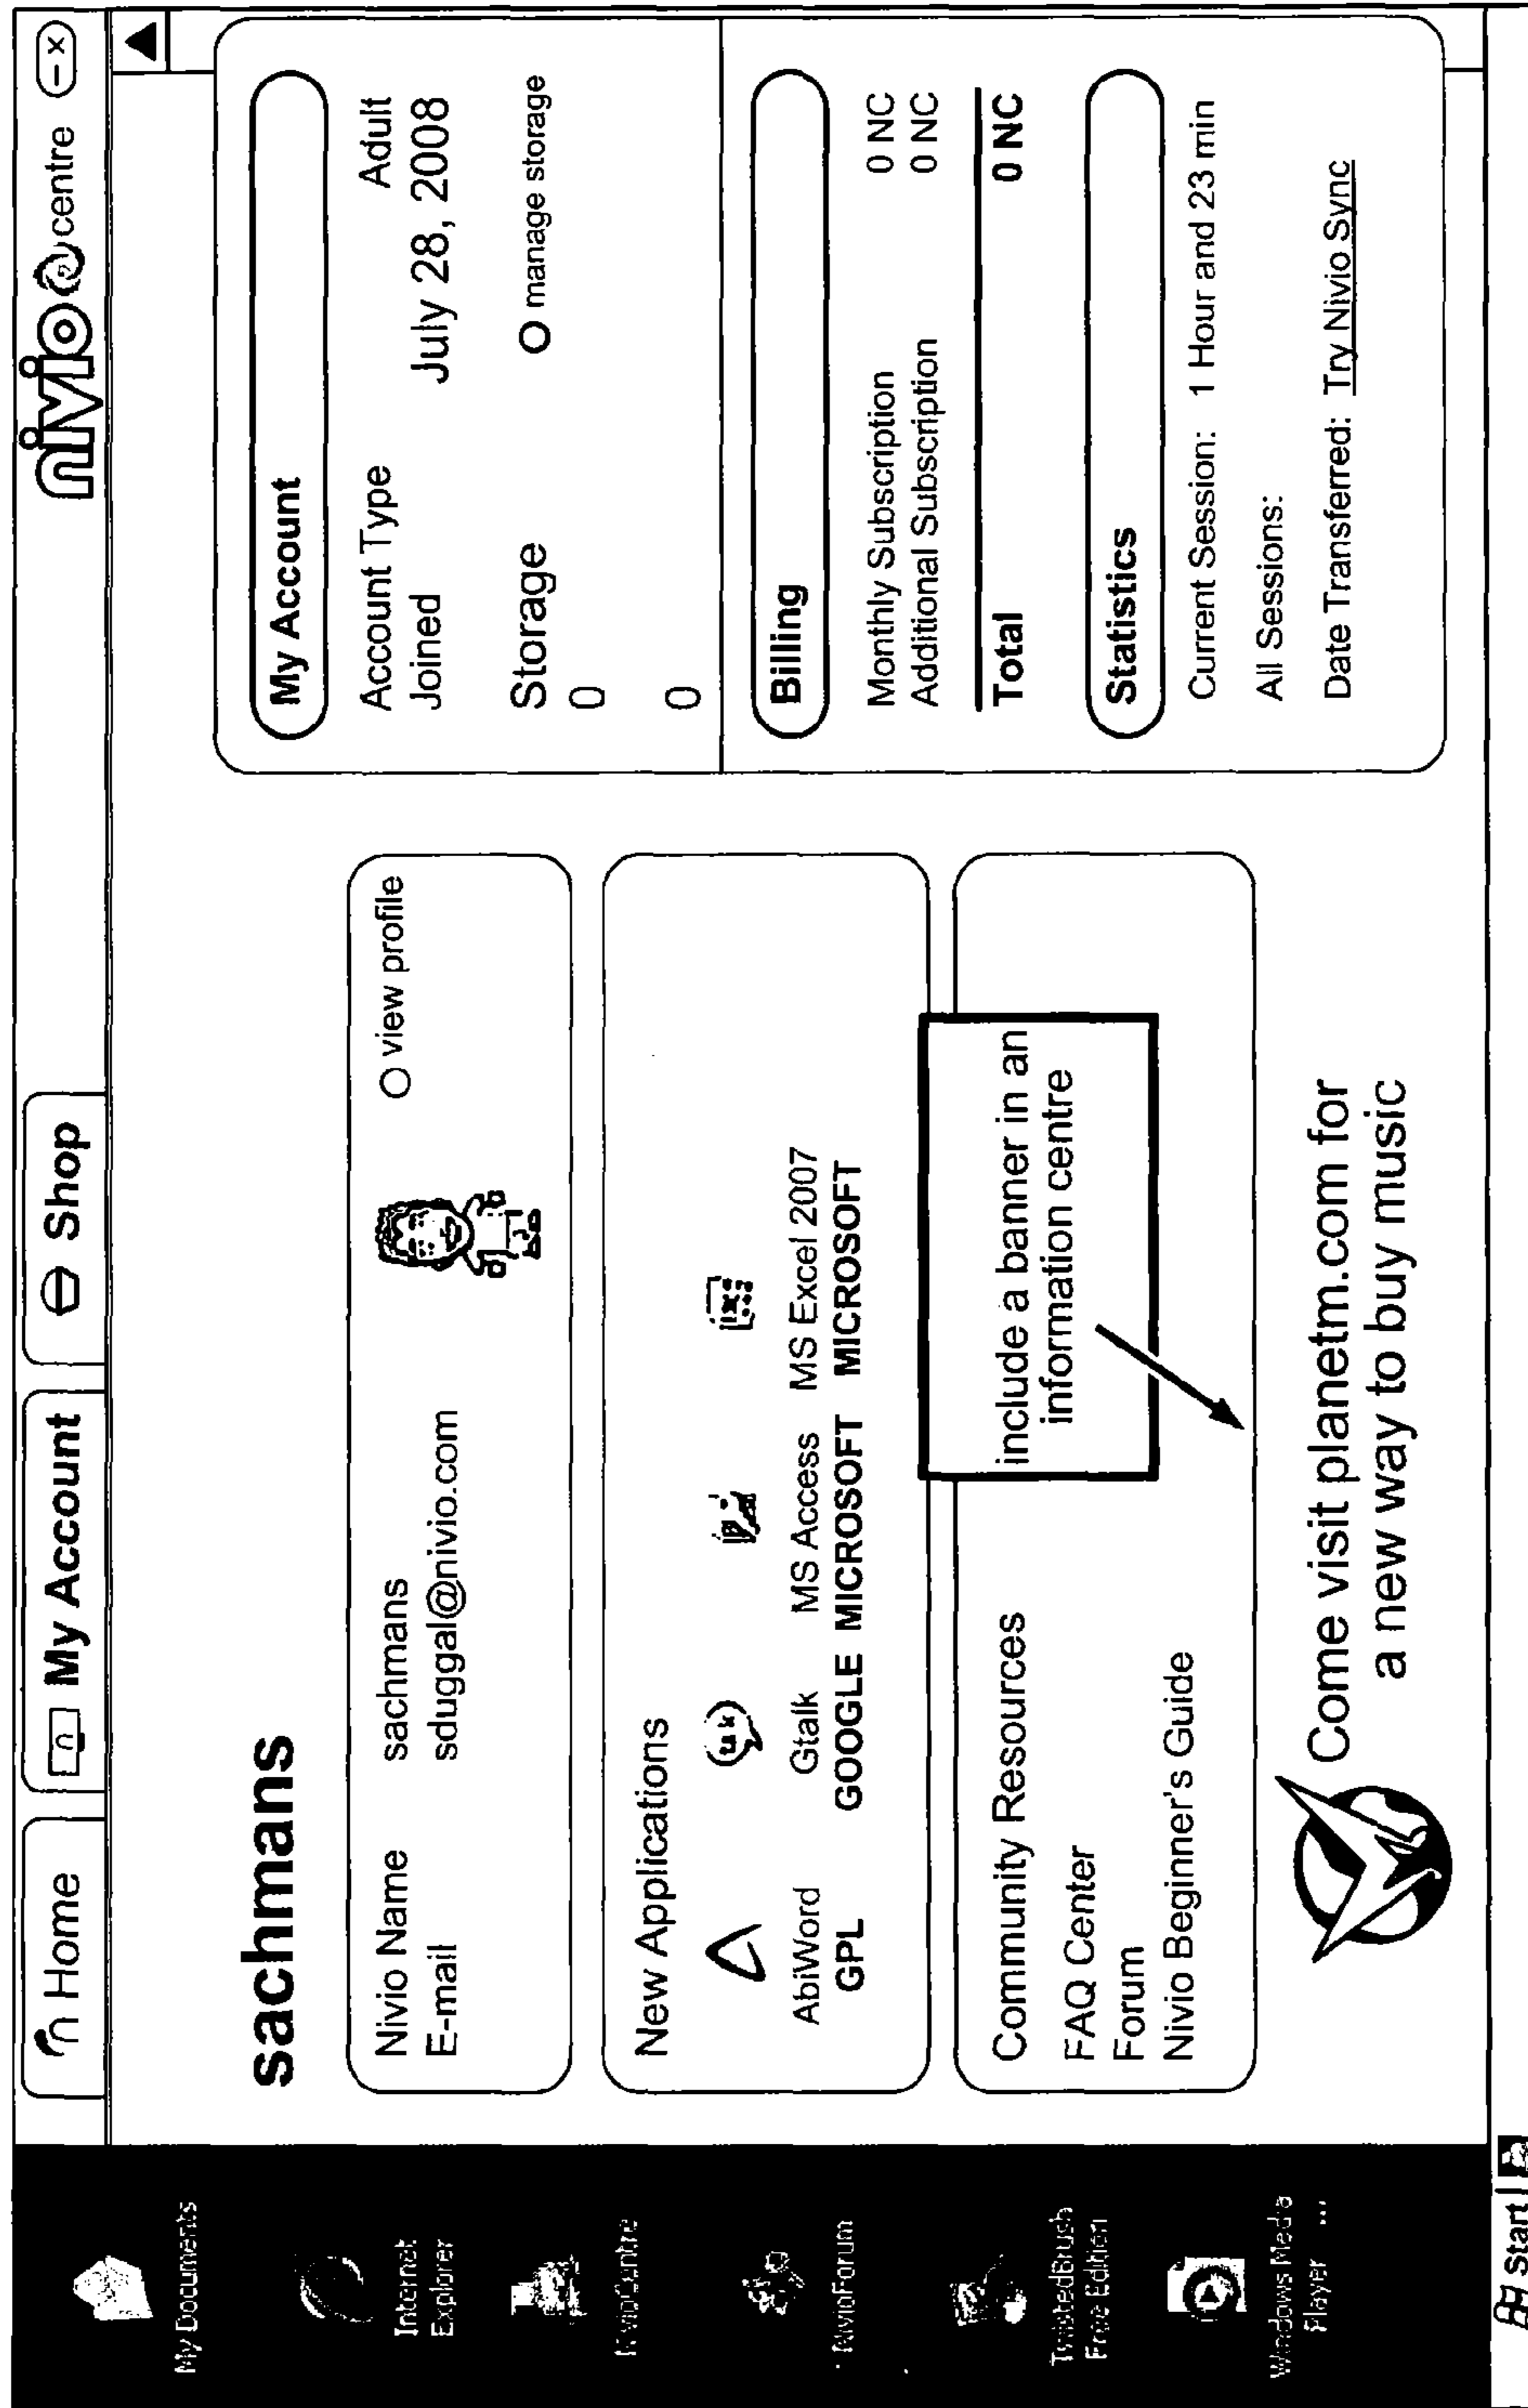 Home
My Account
Shop
nivio centre
sachmans
Nivio Name sachmans
E-mail sduggal@nivio.com
view profile
New Applications
AbiWord Gtalk MS Access MS Excel 2007
GPL GOOGLE MICROSOFT MICROSOFT
Community Resources
FAQ Center
Forum
Nivio Beginner's Guide
include a banner in an
information centre
Come visit planetm.com for
a new way to buy music
My Account
Account Type Adult
Joined July 28, 2008
Storage manage storage
0
0
Billing
Monthly Subscription 0 NC
Additional Subscription 0 NC
Total 0 NC
Statistics
Current Session: 1 Hour and 23 min
All Sessions:
Date Transferred: Try Nivio Sync
My Documents
Internet
Explorer
NivioCentre
NivioForum
TwistedBrush
Free Edition
Windows Media
Player ...
Start